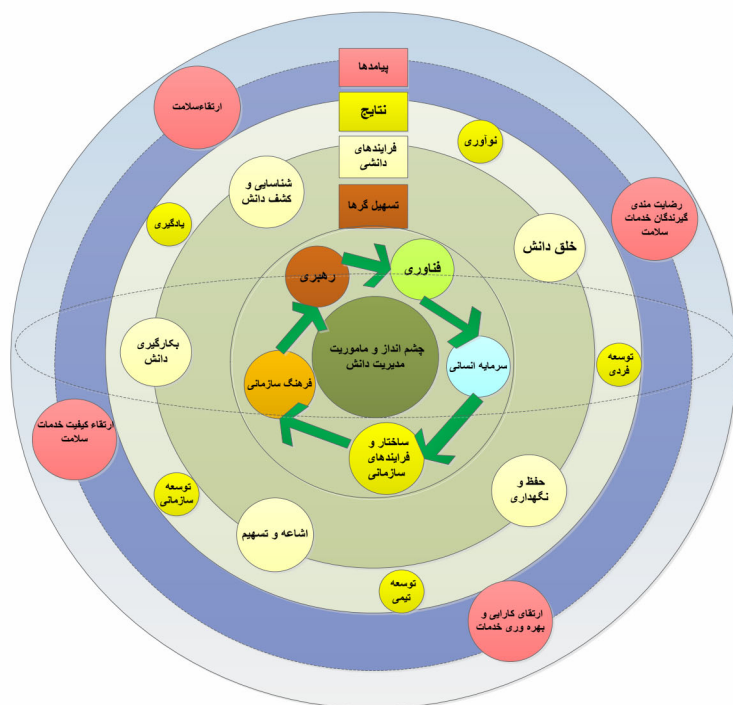 پیامدها
نتایج
فرایندهای
دانشی
تسهیل گرها
ارتقاءسلامت
نوآوری
شناسایی و
کشف دانش
رضایت مندی
گیرندگان خدمات
سلامت
یادگیری
خلق دانش
رهبری
فناوری
چشم انداز و ماموریت
مدیریت دانش
بکارگیری
دانش
توسعه
فردی
فرهنگ سازمانی
سرمایه انسانی
ارتقاء کیفیت خدمات
سلامت
ساختار و
فرایندهای
سازمانی
حفظ و
نگهداری
توسعه
سازمانی
اشاعه و تسهیم
توسعه
تیمی
ارتقای کارایی و
بهره وری خدمات